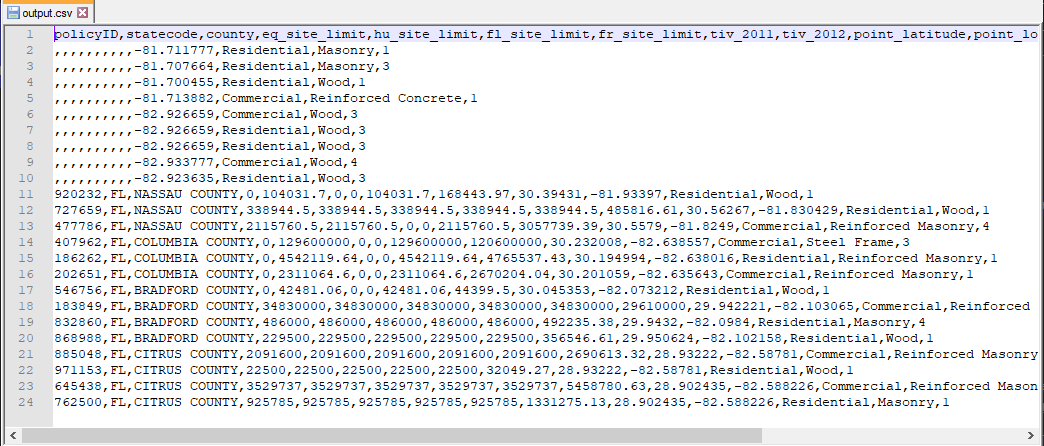 output.csv
1 policyID,statecode,county,eq_site_limit,hu_site_limit,fl_site_limit,fr_site_limit,tiv_2011,tiv_2012,point_latitude,point_lo
2 ,,,,,,,,,,-81.711777,Residential,Masonry,1
3 ,,,,,,,,,,-81.707664,Residential,Masonry,3
4 ,,,,,,,,,,-81.700455,Residential,Wood,1
5 ,,,,,,,,,,-81.713882,Commercial,Reinforced Concrete,1
6 ,,,,,,,,,,-82.926659,Commercial,Wood,3
7 ,,,,,,,,,,-82.926659,Residential,Wood,3
8 ,,,,,,,,,,-82.926659,Residential,Wood,3
9 ,,,,,,,,,,-82.933777,Commercial,Wood,4
10 ,,,,,,,,,,-82.923635,Residential,Wood,3
11 920232,FL,NASSAU COUNTY,0,104031.7,0,0,104031.7,168443.97,30.39431,-81.93397,Residential,Wood,1
12 727659,FL,NASSAU COUNTY,338944.5,338944.5,338944.5,338944.5,338944.5,485816.61,30.56267,-81.830429,Residential,Wood,1
13 477786,FL,NASSAU COUNTY,2115760.5,2115760.5,0,0,2115760.5,3057739.39,30.5579,-81.8249,Commercial,Reinforced Masonry,4
14 407962,FL,COLUMBIA COUNTY,0,129600000,0,0,129600000,120600000,30.232008,-82.638557,Commercial,Steel Frame,3
15 186262,FL,COLUMBIA COUNTY,0,4542119.64,0,0,4542119.64,4765537.43,30.194994,-82.638016,Residential,Reinforced Masonry,1
16 202651,FL,COLUMBIA COUNTY,0,2311064.6,0,0,2311064.6,2670204.04,30.201059,-82.635643,Commercial,Reinforced Masonry,1
17 546756,FL,BRADFORD COUNTY,0,42481.06,0,0,42481.06,44399.5,30.045353,-82.073212,Residential,Wood,1
18 183849,FL,BRADFORD COUNTY,34830000,34830000,34830000,34830000,34830000,29610000,29.942221,-82.103065,Commercial,Reinforced
19 832860,FL,BRADFORD COUNTY,486000,486000,486000,486000,486000,492235.38,29.9432,-82.0984,Residential,Masonry,4
20 868988,FL,BRADFORD COUNTY,229500,229500,229500,229500,229500,356546.61,29.950624,-82.102158,Residential,Wood,1
21 885048,FL,CITRUS COUNTY,2091600,2091600,2091600,2091600,2091600,2690613.32,28.93222,-82.58781,Commercial,Reinforced Masonry
22 971153,FL,CITRUS COUNTY,22500,22500,22500,22500,22500,32049.27,28.93222,-82.58781,Residential,Wood,1
23 645438,FL,CITRUS COUNTY,3529737,3529737,3529737,3529737,3529737,5458780.63,28.902435,-82.588226,Commercial,Reinforced Mason
24 762500,FL,CITRUS COUNTY,925785,925785,925785,925785,925785,1331275.13,28.902435,-82.588226,Residential,Masonry,1